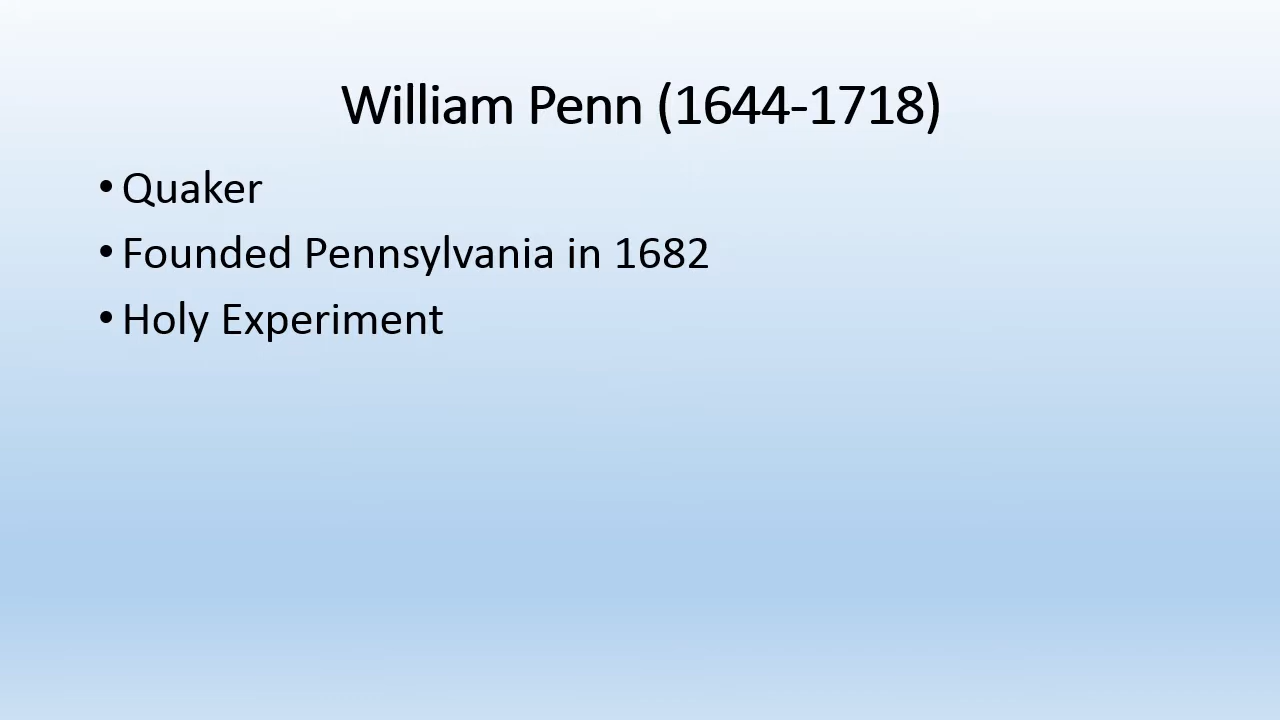 William Penn (1644-1718)
• Quaker
• Founded Pennsylvania in 1682
• Holy Experiment